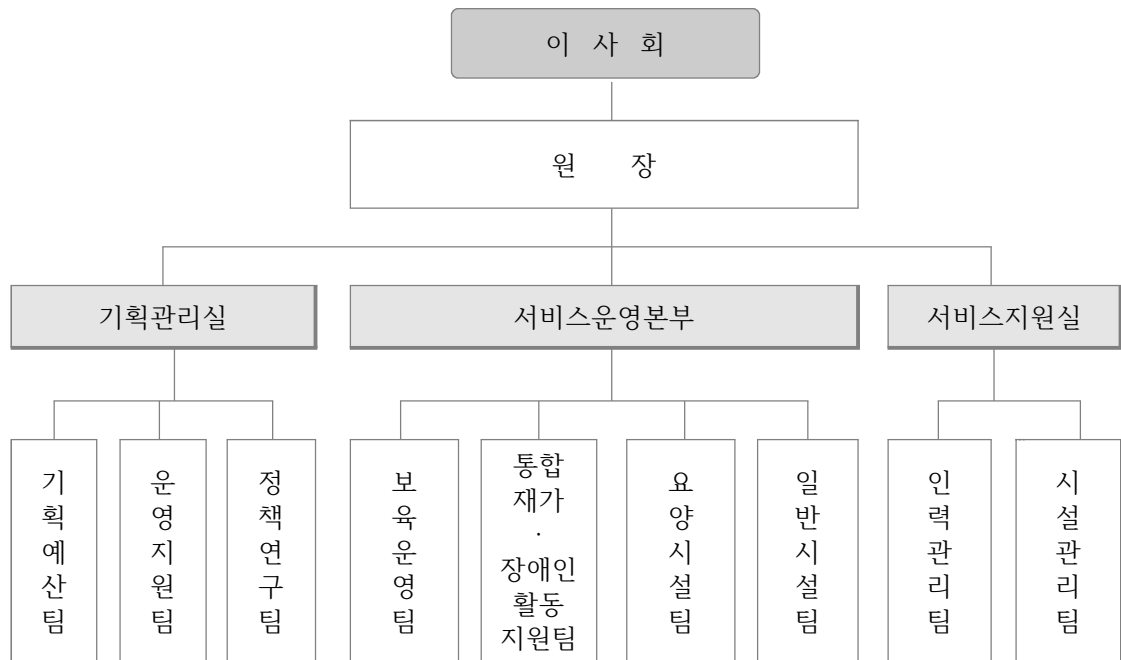 이 사 회
원 장
기획관리실
서비스운영본부
서비스지원실
기획예산팀
운영지원팀
정책연구팀
보육운영팀
통합
재가
·
장애인
활동
지원팀
요양시설팀
일반시설팀
인력관리팀
시설관리팀